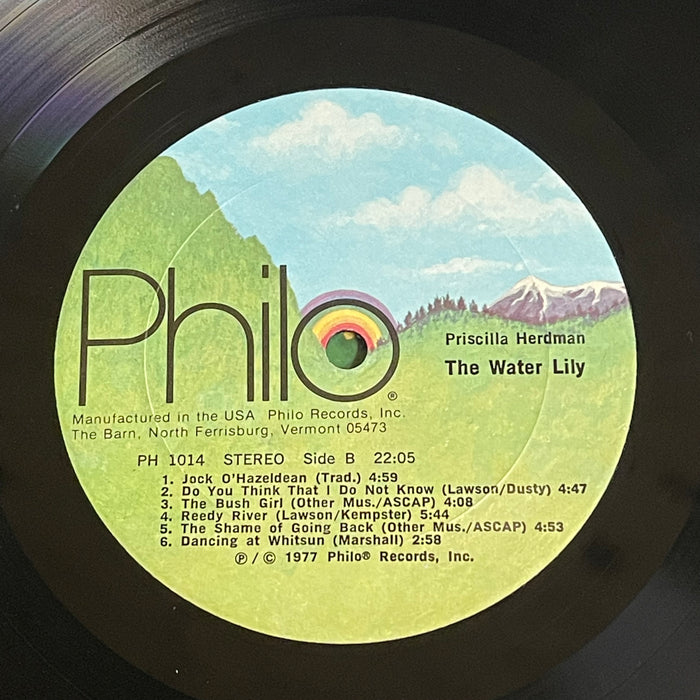 Philo®
Priscilla Herdman
The Water Lily
Manufactured in the USA Philo Records, Inc.
The Barn, North Ferrisburg, Vermont 05473
PH 1014 STEREO Side B 22:05
1. Jock O'Hazeldean (Trad.) 4:59
2. Do You Think That I Do Not Know (Lawson/Dusty) 4:47
3. The Bush Girl (Other Mus./ASCAP) 4:08
4. Reedy River (Lawson/Kempster) 5:44
5. The Shame of Going Back (Other Mus./ASCAP) 4:53
6. Dancing at Whitsun (Marshall) 2:58
℗/© 1977 Philo® Records, Inc.